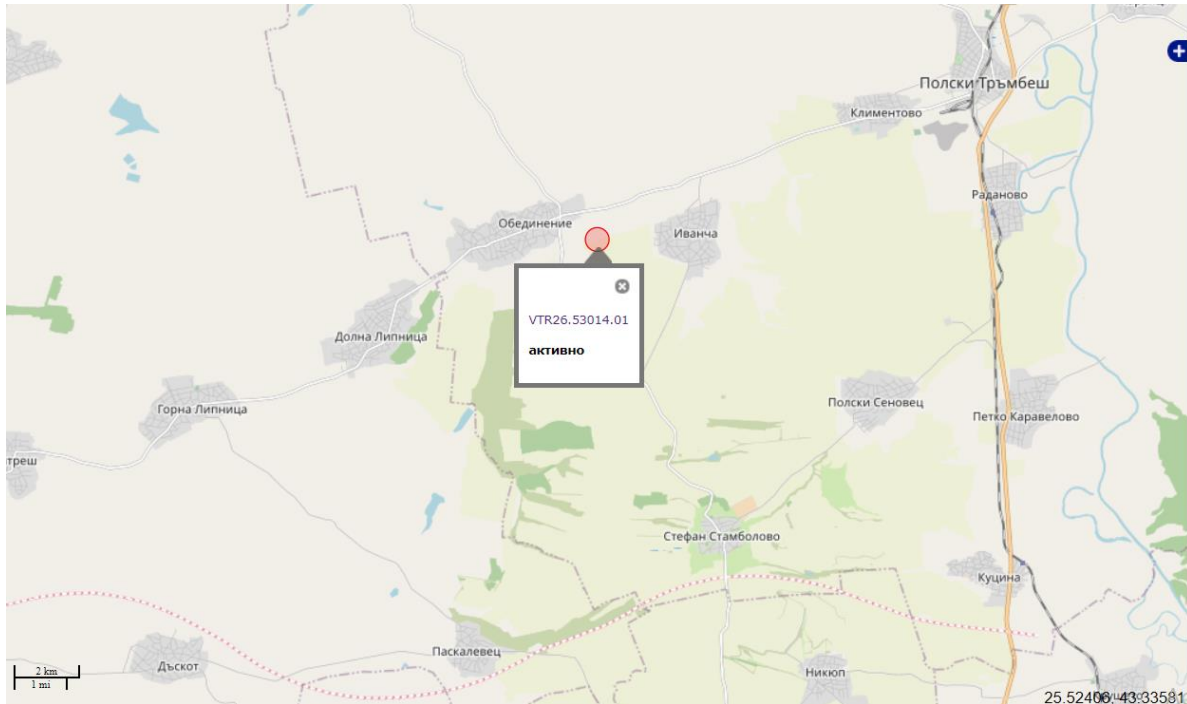 Полски Тръмбеш
Климентово
Раданово
Обединение
Иванча
VTR26.53014.01
активно
Долна Липница
Горна Липница
Полски Сеновец
Петко Каравелово
Стефан Стамболово
Куцина
Паскалевец
Дъскот
Никюп
2 km
1 mi
25.52406, 43.33581